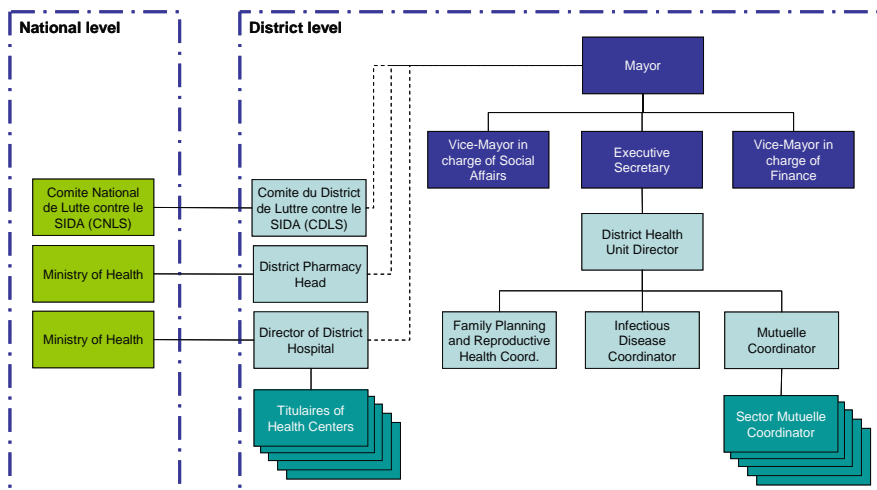 National level
District level
Mayor
Vice-Mayor in
charge of Social
Affairs
Executive
Secretary
Vice-Mayor in
charge of
Finance
Comite National
de Lutte contre le
SIDA (CNLS)
Comite du District
de Luttre contre le
SIDA (CDLS)
District Health
Unit Director
Ministry of Health
District Pharmacy
Head
Ministry of Health
Director of District
Hospital
Family Planning
and Reproductive
Health Coord.
Infectious
Disease
Coordinator
Mutuelle
Coordinator
Titulaires of
Health Centers
Sector Mutuelle
Coordinator